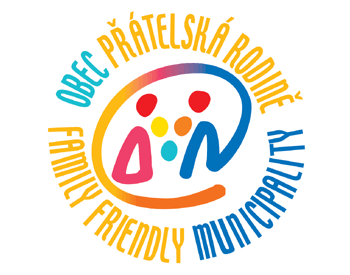 OBEC PŘÁTELSKÁ RODINĚ
FAMILY FRIENDLY MUNICIPALITY